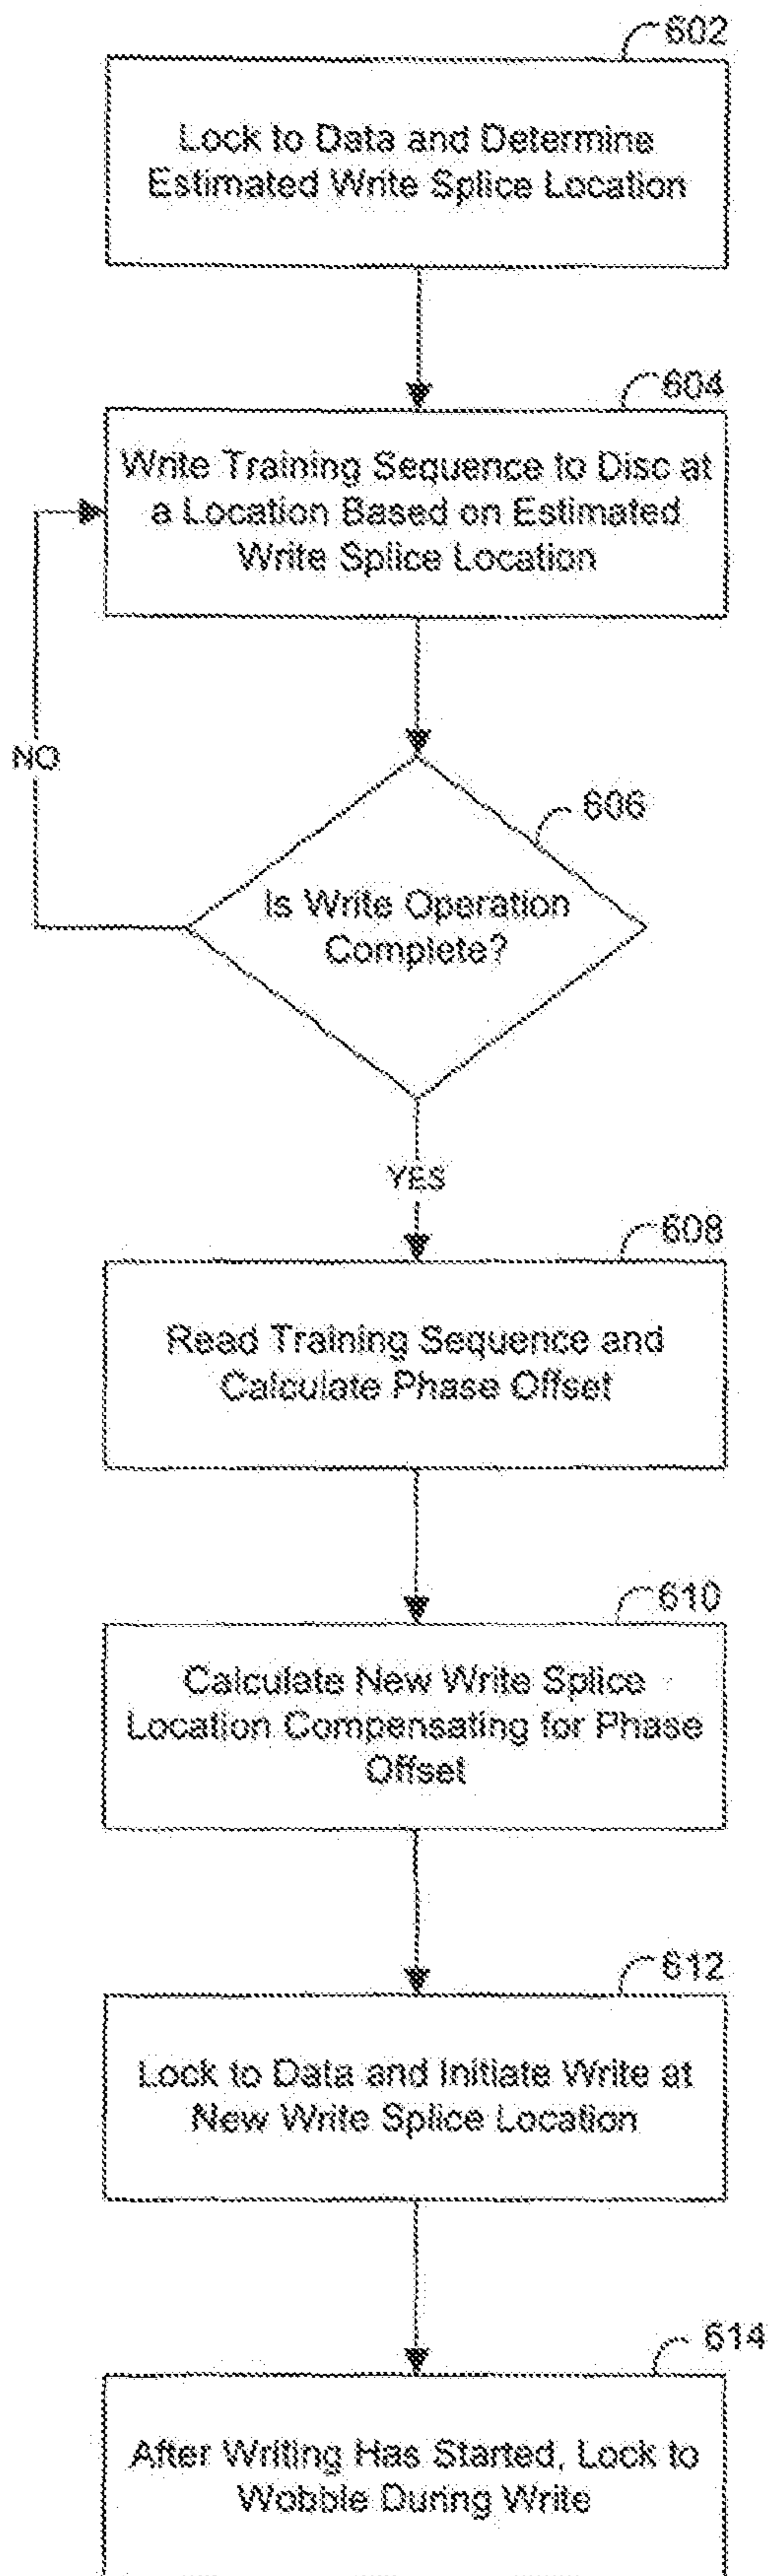 602
Lock to Data and Determine
Estimated Write Splice Location
604
Write Training Sequence to Disc at
a Location Based on Estimated
Write Splice Location
NO
606
Is Write Operation
Complete?
YES
608
Read Training Sequence and
Calculate Phase Offset
610
Calculate New Write Splice
Location Compensating for Phase
Offset
612
Lock to Data and Initiate Write at
New Write Splice Location
614
After Writing Has Started, Lock to
Wobble During Write